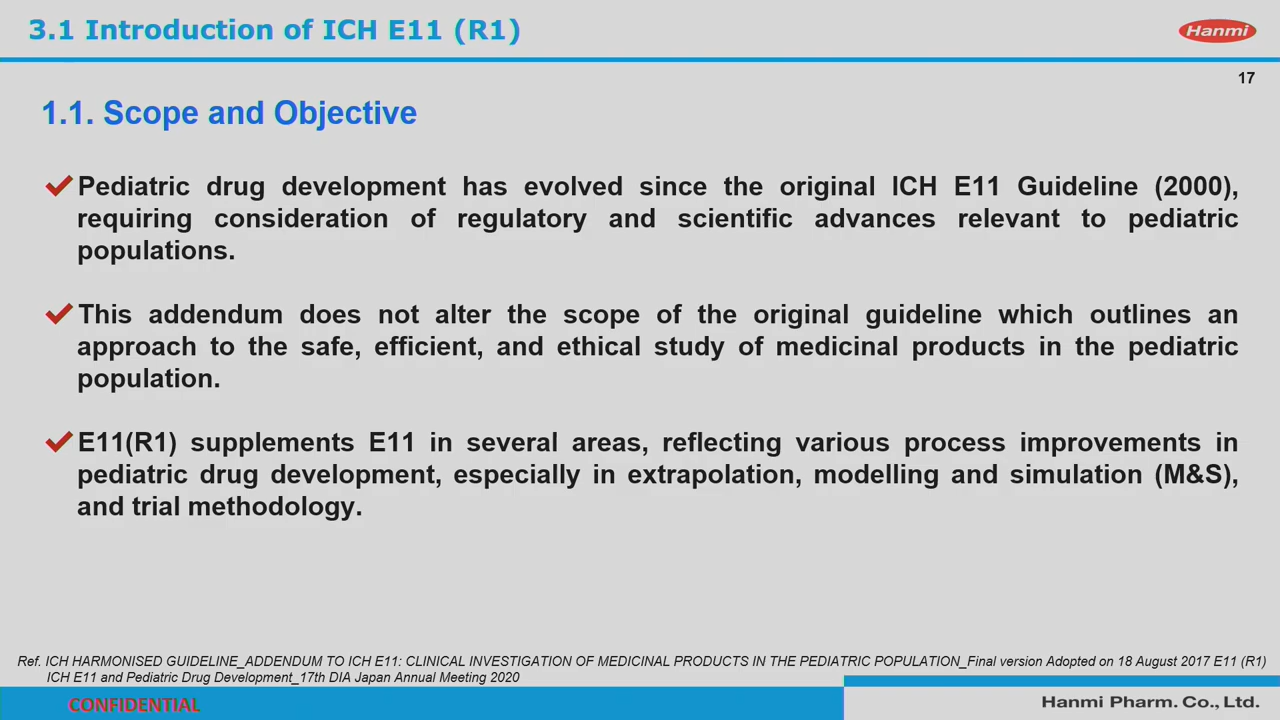 3.1 Introduction of ICH E11 (R1)
Hanmi
17
1.1. Scope and Objective
Pediatric drug development has evolved since the original ICH E11 Guideline (2000),
requiring consideration of regulatory and scientific advances relevant to pediatric
populations.
This addendum does not alter the scope of the original guideline which outlines an
approach to the safe, efficient, and ethical study of medicinal products in the pediatric
population.
E11(R1) supplements E11 in several areas, reflecting various process improvements in
pediatric drug development, especially in extrapolation, modelling and simulation (M&S),
and trial methodology.
Ref. ICH HARMONISED GUIDELINE_ADDENDUM TO ICH E11: CLINICAL INVESTIGATION OF MEDICINAL PRODUCTS IN THE PEDIATRIC POPULATION_Final version Adopted on 18 August 2017 E11 (R1)
ICH E11 and Pediatric Drug Development_17th DIA Japan Annual Meeting 2020
CONFIDENTIAL
Hanmi Pharm. Co., Ltd.